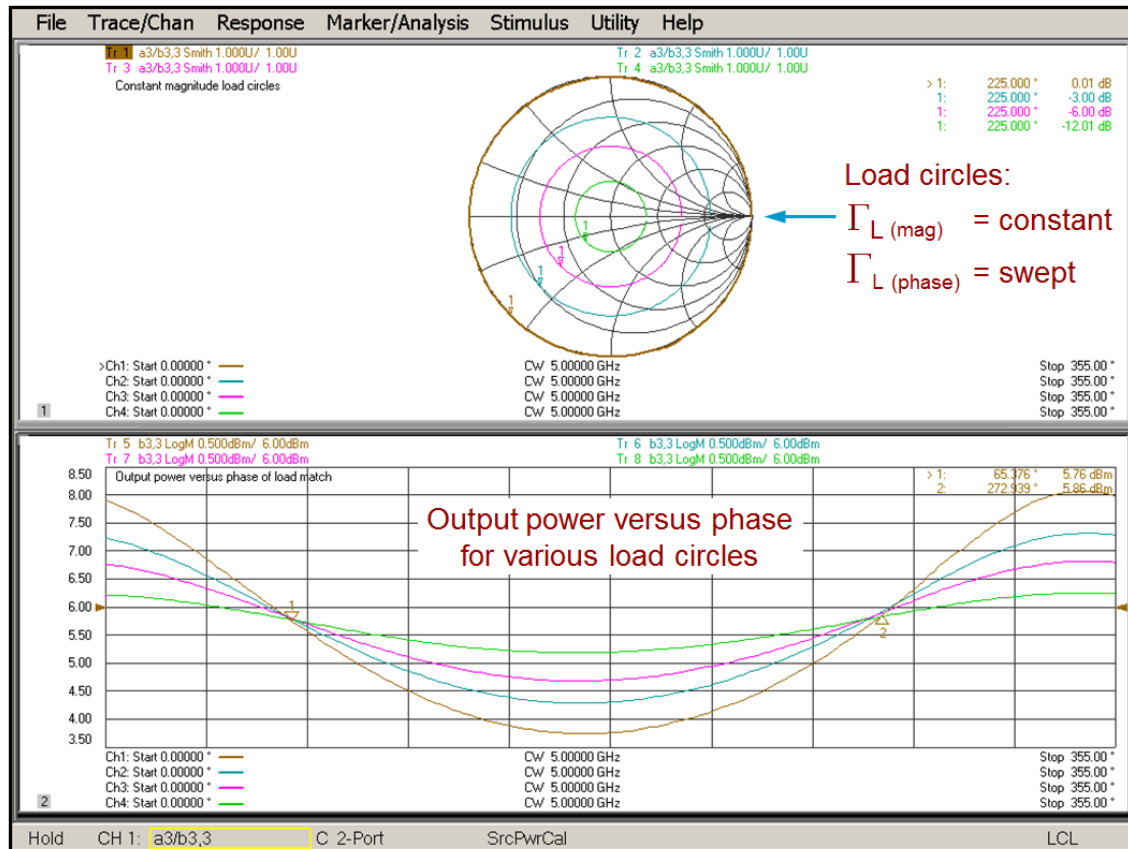 File Trace/Chan Response Marker/Analysis Stimulus Utility Help
Tr 1 a3/b3,3 Smith 1.000U/ 1.00U
Tr 2 a3/b3,3 Smith 1.000U/ 1.00U
Tr 3 a3/b3,3 Smith 1.000U/ 1.00U
Tr 4 a3/b3,3 Smith 1.000U/ 1.00U
Constant magnitude load circles
> 1: 225.000 ° 0.01 dB
1: 225.000 ° -3.00 dB
1: 225.000 ° -6.00 dB
1: 225.000 ° -12.01 dB
1
1
1
1
Load circles:
ΓL (mag) = constant
ΓL (phase) = swept
>Ch1: Start 0.00000 ° CW 5.00000 GHz Stop 355.00 °
Ch2: Start 0.00000 ° CW 5.00000 GHz Stop 355.00 °
Ch3: Start 0.00000 ° CW 5.00000 GHz Stop 355.00 °
Ch4: Start 0.00000 ° CW 5.00000 GHz Stop 355.00 °
1
Tr 5 b3,3 LogM 0.500dBm/ 6.00dBm
Tr 6 b3,3 LogM 0.500dBm/ 6.00dBm
Tr 7 b3,3 LogM 0.500dBm/ 6.00dBm
Tr 8 b3,3 LogM 0.500dBm/ 6.00dBm
Output power versus phase of load match
> 1: 65.376 ° 5.76 dBm
2: 272.939 ° 5.86 dBm
8.50
8.00
7.50
7.00
6.50
6.00
5.50
5.00
4.50
4.00
3.50
Output power versus phase
for various load circles
1
2
Ch1: Start 0.00000 ° CW 5.00000 GHz Stop 355.00 °
Ch2: Start 0.00000 ° CW 5.00000 GHz Stop 355.00 °
Ch3: Start 0.00000 ° CW 5.00000 GHz Stop 355.00 °
Ch4: Start 0.00000 ° CW 5.00000 GHz Stop 355.00 °
2
Hold CH 1: a3/b3,3 C 2-Port SrcPwrCal LCL